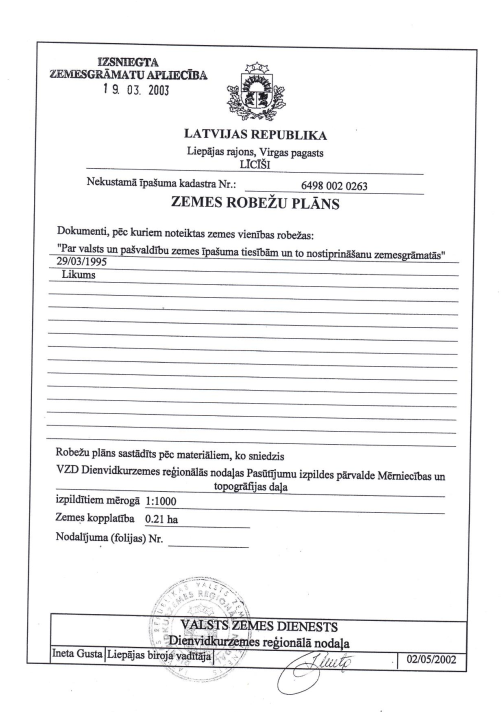 IZSNIEGTA
ZEMESGRĀMATU APLIECĪBA
19. 03. 2003
LATVIJAS REPUBLIKA
Liepājas rajons, Virgas pagasts
LĪCĪŠI
Nekustamā īpašuma kadastra Nr.: 6498 002 0263
ZEMES ROBEŽU PLĀNS
Dokumenti, pēc kuriem noteiktas zemes vienības robežas:
"Par valsts un pašvaldību zemes īpašuma tiesībām un to nostiprināšanu zemesgrāmatās"
29/03/1995
Likums
Robežu plāns sastādīts pēc materiāliem, ko sniedzis
VZD Dienvidkurzemes reģionālās nodaļas Pasūtījumu izpildes pārvalde Mērniecības un
topogrāfijas daļa
izpildītiem mērogā 1:1000
Zemes kopplatība 0.21 ha
Nodalījuma (folijas) Nr.
VALSTS ZEMES DIENESTS
Dienvidkurzemes reģionālā nodaļa
Ineta Gusta Liepājas biroja vadītāja 02/05/2002